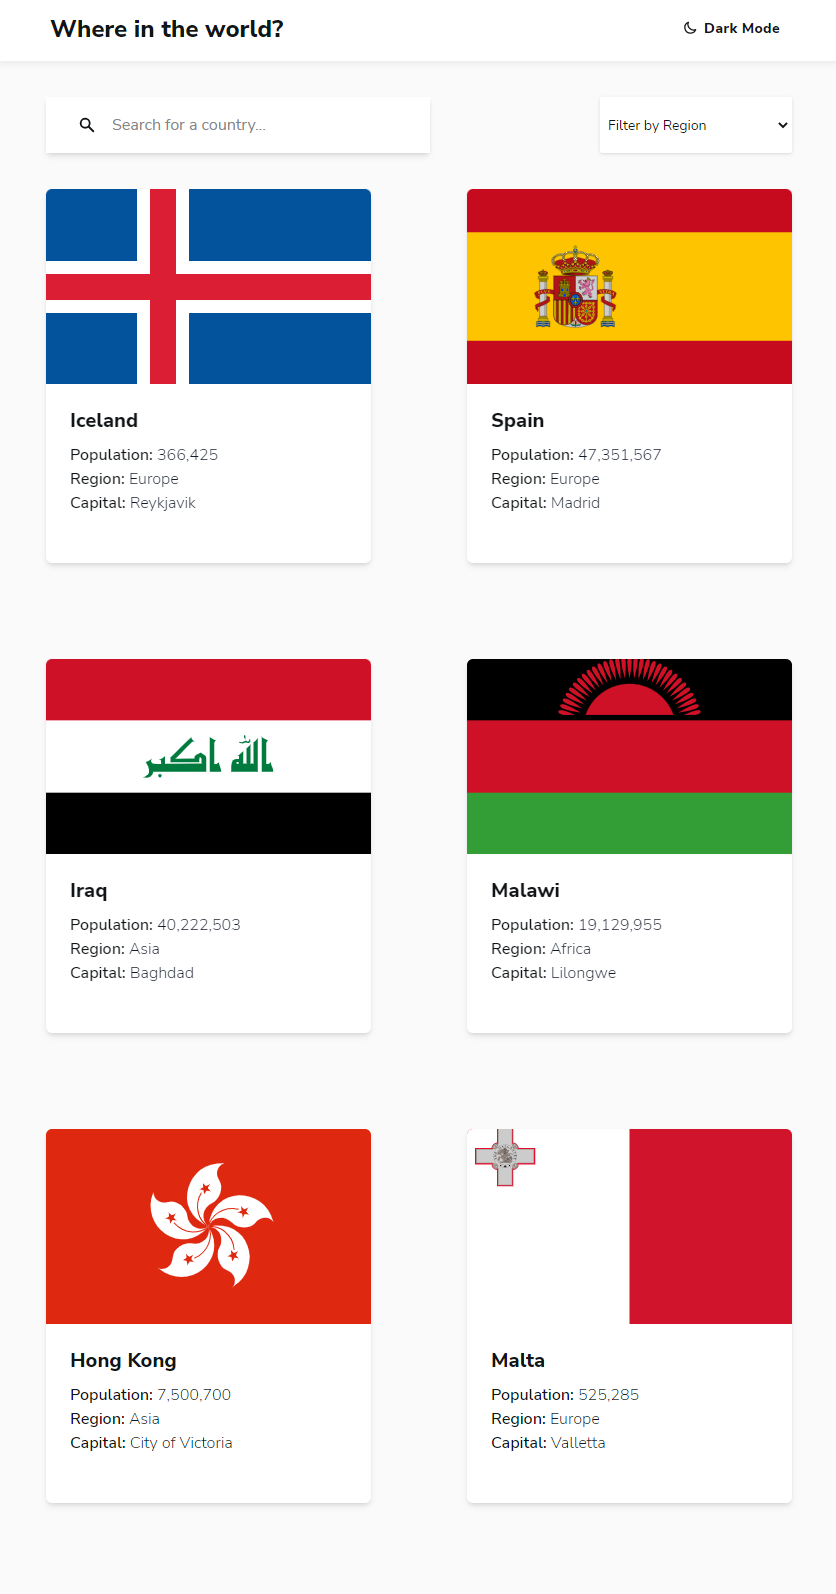 Where in the world?
Dark Mode
Search for a country...
Filter by Region
Iceland
Population: 366,425
Region: Europe
Capital: Reykjavik
Spain
Population: 47,351,567
Region: Europe
Capital: Madrid
الله اكبر
Iraq
Population: 40,222,503
Region: Asia
Capital: Baghdad
Malawi
Population: 19,129,955
Region: Africa
Capital: Lilongwe
Hong Kong
Population: 7,500,700
Region: Asia
Capital: City of Victoria
Malta
Population: 525,285
Region: Europe
Capital: Valletta